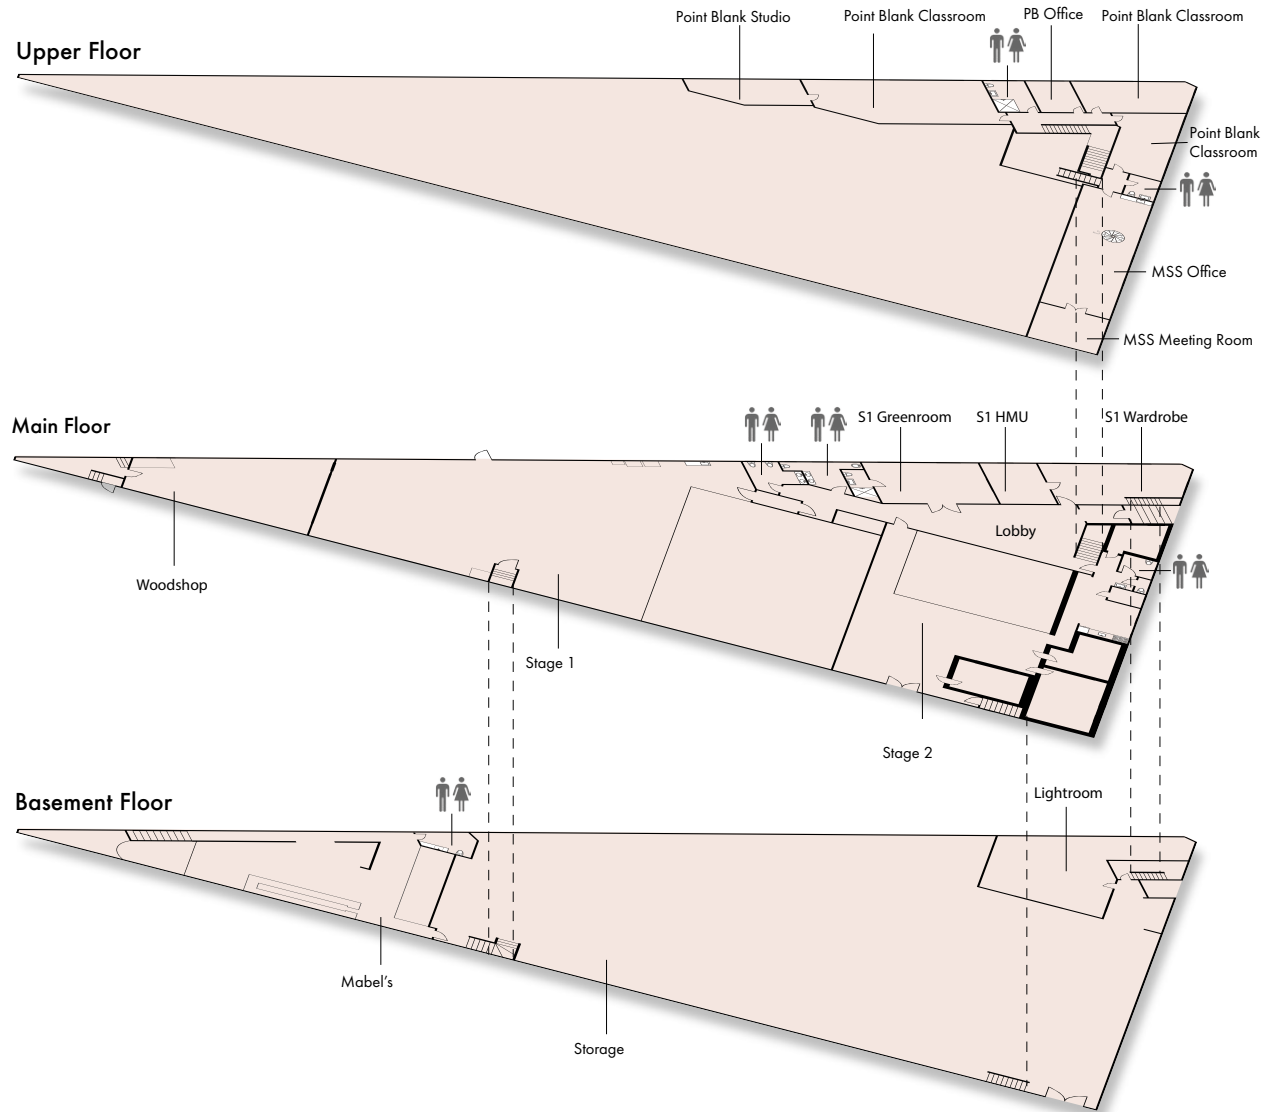 Point Blank Studio
Point Blank Classroom
PB Office
Point Blank Classroom
Upper Floor
Point Blank
Classroom
MSS Office
MSS Meeting Room
Main Floor
S1 Greenroom
S1 HMU
S1 Wardrobe
Lobby
Woodshop
Stage 1
Stage 2
Basement Floor
Lightroom
Mabel's
Storage